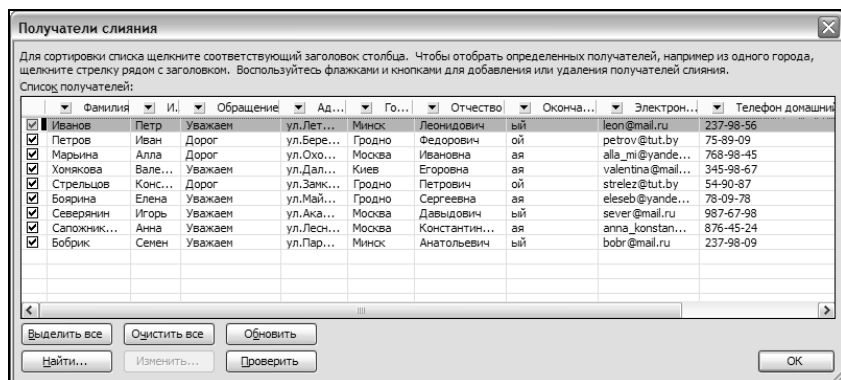 Получатели слияния
Для сортировки списка щелкните соответствующий заголовок столбца. Чтобы отобрать определенных получателей, например из одного города,
щелкните стрелку рядом с заголовком. Воспользуйтесь флажками и кнопками для добавления или удаления получателей слияния.
Список получателей:
Фамилия И. Обращение Ад... Го... Отчество Оконча... Электрон... Телефон домашний
Иванов Петр Уважаем ул.Лет... Минск Леонидович ый leon@mail.ru 237-98-56
Петров Иван Дорог ул.Бере... Гродно Федорович ой petrov@tut.by 75-89-09
Марьина Алла Дорог ул.Охо... Москва Ивановна ая alla_mi@yande... 768-98-45
Хомякова Вале... Уважаем ул.Дал... Киев Егоровна ая valentina@mail... 345-98-67
Стрельцов Конс... Дорог ул.Замк... Гродно Петрович ой strelez@tut.by 54-90-87
Боярина Елена Уважаем ул.Май... Гродно Сергеевна ая eleseb@yande... 78-09-78
Северянин Игорь Уважаем ул.Ака... Москва Давыдович ый sever@mail.ru 987-67-98
Сапожник... Анна Уважаем ул.Лесн... Москва Константин... ая anna_konstan... 876-45-24
Бобрик Семен Уважаем ул.Пар... Минск Анатольевич ый bobr@mail.ru 237-98-09
Выделить все Очистить все Обновить
Найти... Изменить... Проверить OK